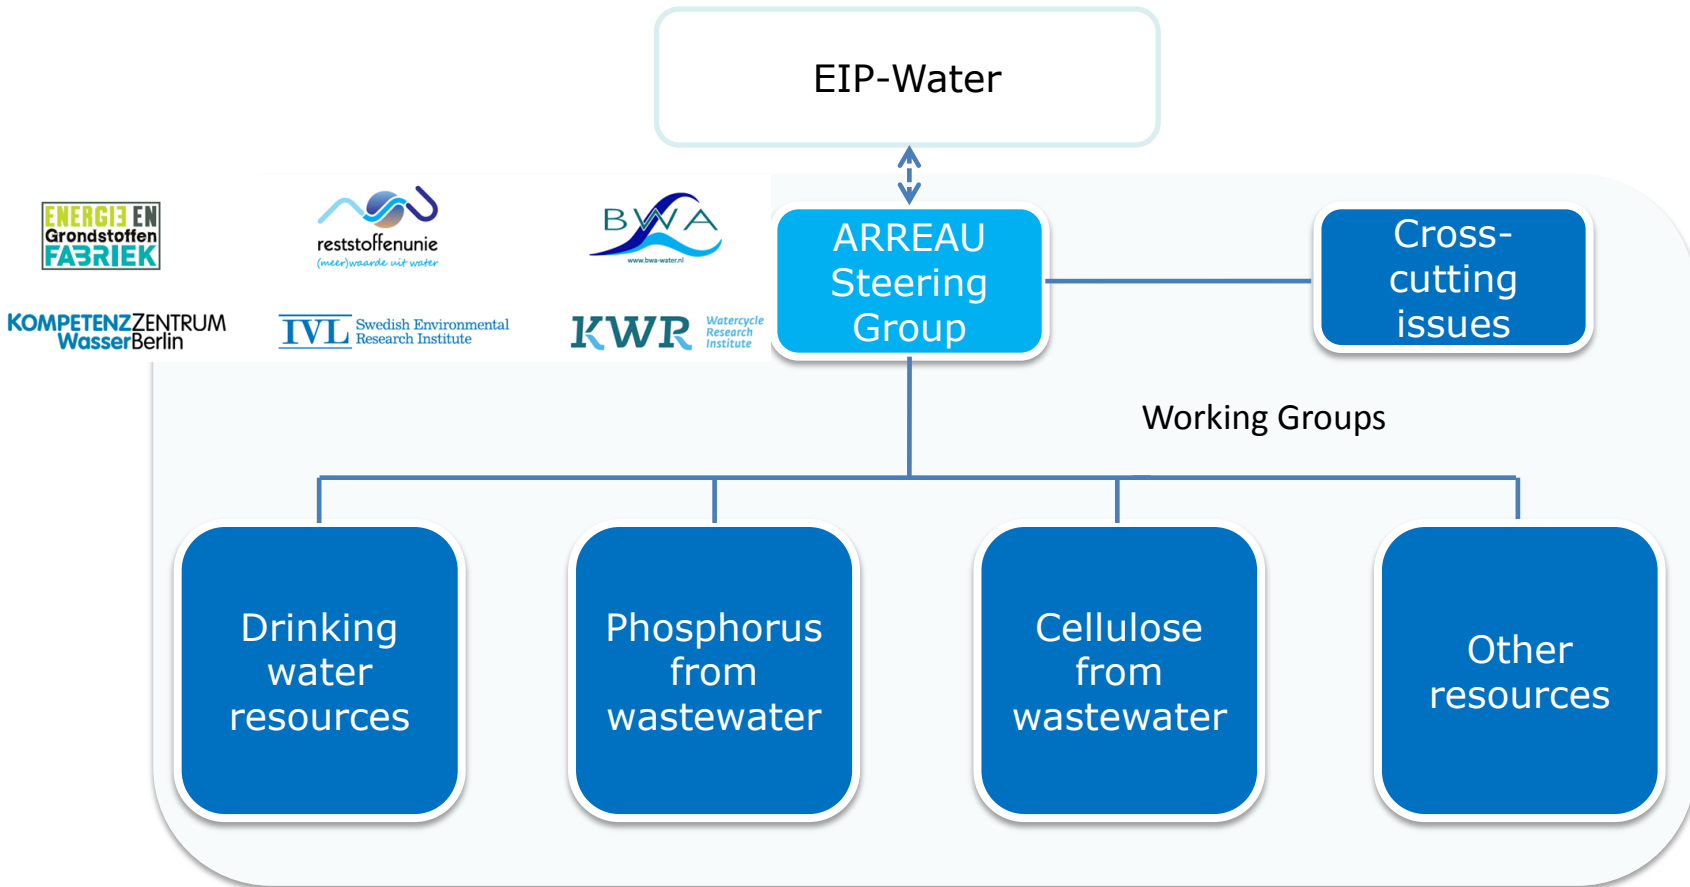 EIP-Water
ENERGI3 EN
Grondstoffen
FABRIEK
reststoffenunie
(meer)waarde uit water
BWA
www.bwa-water.nl
KOMPETENZZENTRUM
WasserBerlin
IVL Swedish Environmental
Research Institute
KWR Watercycle
Research
Institute
ARREAU
Steering
Group
Cross-
cutting
issues
Working Groups
Drinking
water
resources
Phosphorus
from
wastewater
Cellulose
from
wastewater
Other
resources